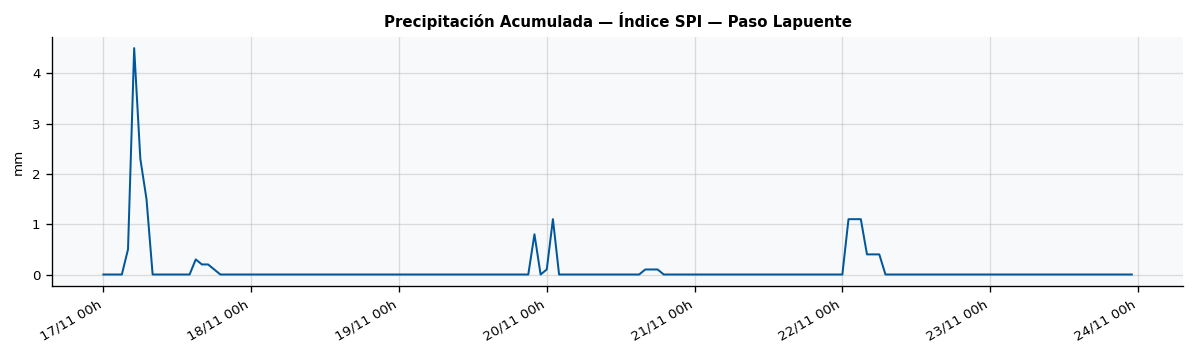 Precipitación Acumulada — Índice SPI — Paso Lapuente
mm
4
3
2
1
0
17/11 00h
18/11 00h
19/11 00h
20/11 00h
21/11 00h
22/11 00h
23/11 00h
24/11 00h